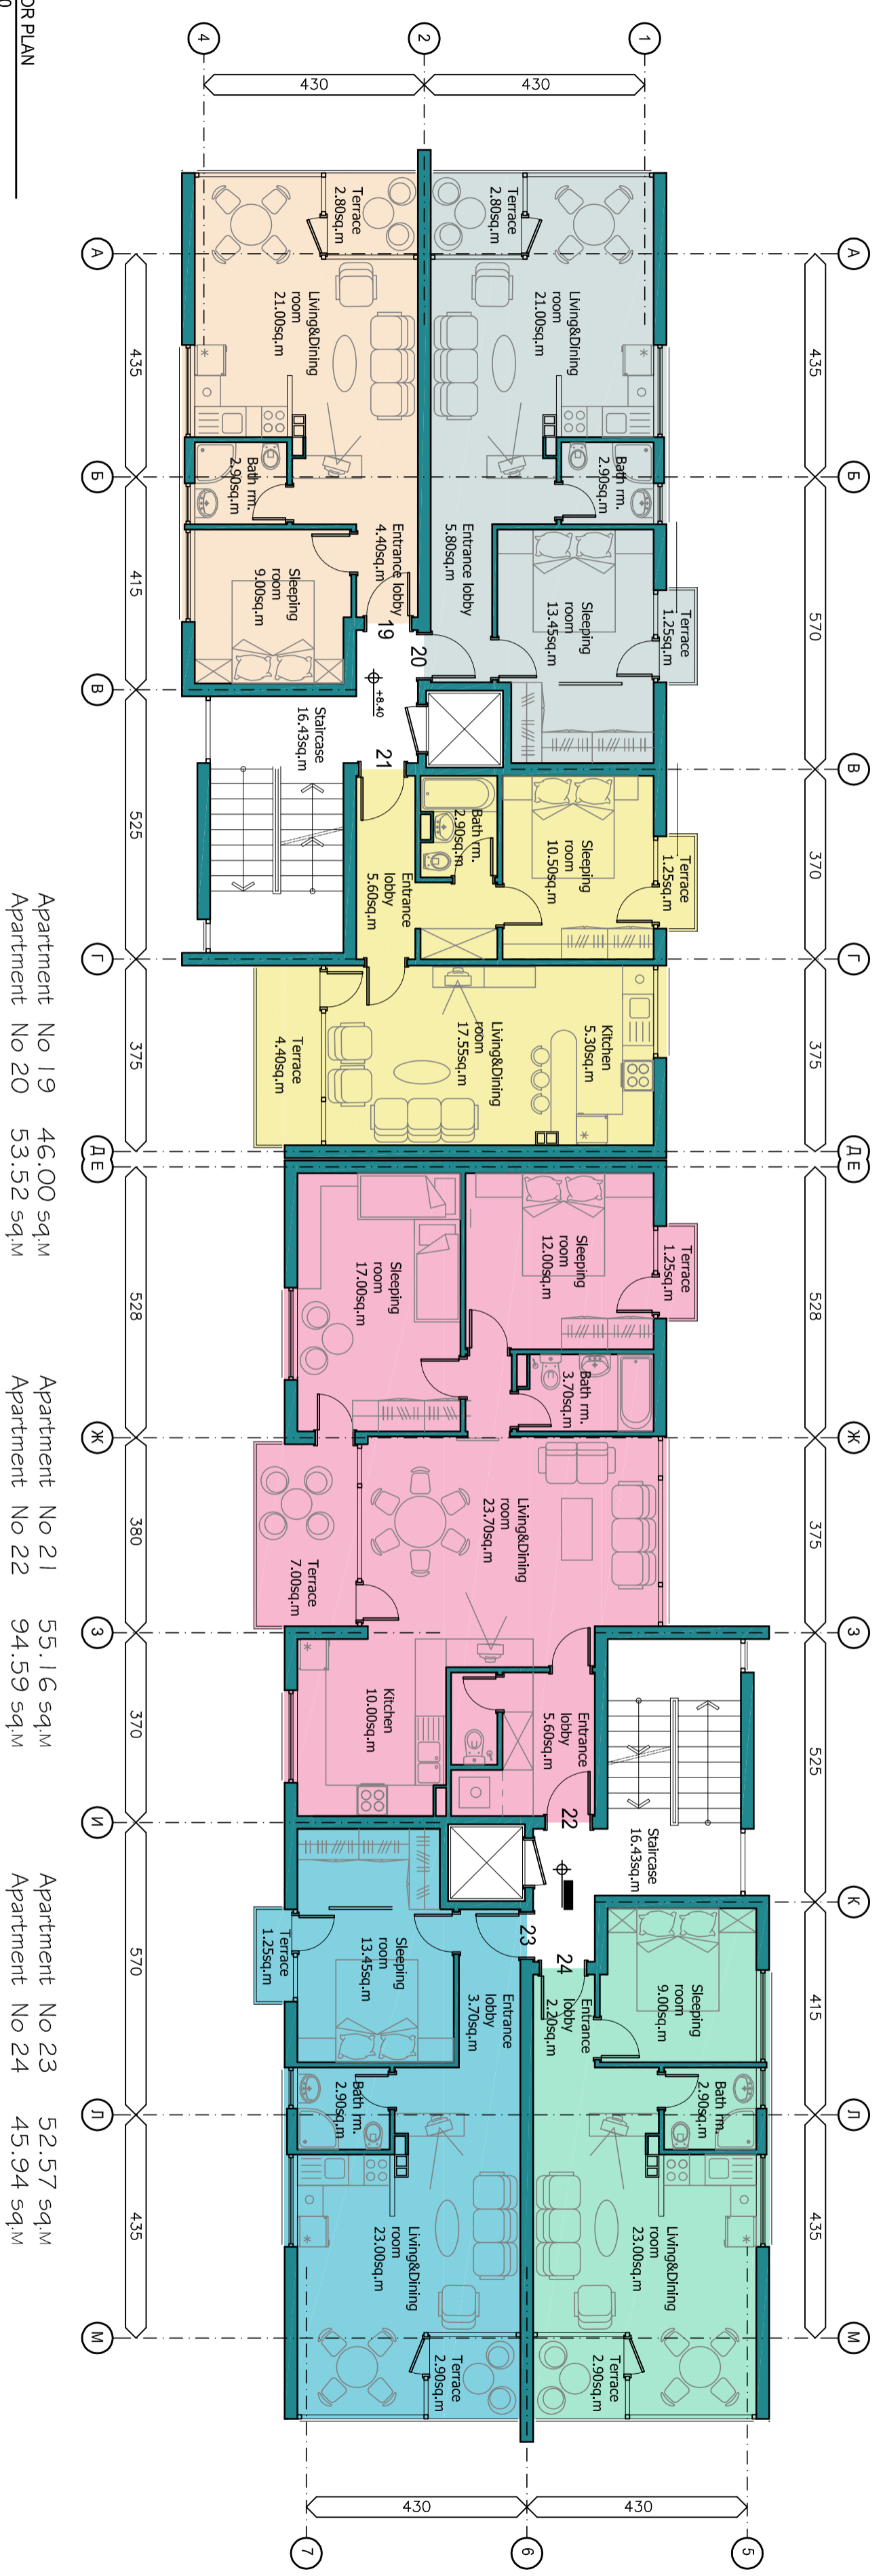 А Б В Г Д Е Ж З К Л М
435 570 370 375 528 375 525 415 435
1
2
4
430
430
5
6
7
430
430
Terrace
1.25sq.m
Bath rm.
2.90sq.m
Living&Dining
room
21.00sq.m
Sleeping
room
13.45sq.m
Terrace
2.80sq.m
Entrance lobby
5.80sq.m
20
Terrace
2.80sq.m
Living&Dining
room
21.00sq.m
Entrance lobby
4.40sq.m
19
Bath rm.
2.90sq.m
Sleeping
room
9.00sq.m
+8.40
Staircase
16.43sq.m
21
Terrace
1.25sq.m
Sleeping
room
10.50sq.m
Bath rm.
2.90sq.m
Entrance
lobby
5.60sq.m
Kitchen
5.30sq.m
Living&Dining
room
17.55sq.m
Terrace
4.40sq.m
Terrace
1.25sq.m
Sleeping
room
12.00sq.m
Bath rm.
3.70sq.m
Sleeping
room
17.00sq.m
Living&Dining
room
23.70sq.m
Terrace
7.00sq.m
Entrance
lobby
5.60sq.m
Kitchen
10.00sq.m
22
Staircase
16.43sq.m
23
24
Sleeping
room
9.00sq.m
Bath rm.
2.90sq.m
Entrance
lobby
2.20sq.m
Living&Dining
room
23.00sq.m
Terrace
2.90sq.m
Entrance
lobby
3.70sq.m
Sleeping
room
13.45sq.m
Terrace
1.25sq.m
Bath rm.
2.90sq.m
Living&Dining
room
23.00sq.m
Terrace
2.90sq.m
435 415 525 375 528 380 370 570 435
А Б В Г Д Е Ж З И Л М
Apartment No 19 46.00 sq.м
Apartment No 20 53.52 sq.м
Apartment No 21 55.16 sq.м
Apartment No 22 94.59 sq.м
Apartment No 23 52.57 sq.м
Apartment No 24 45.94 sq.м
OR PLAN